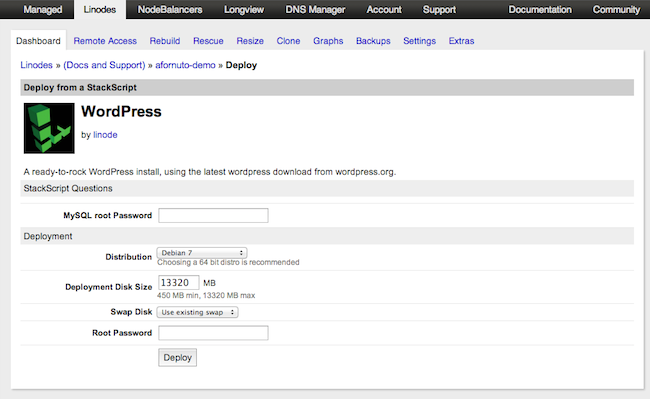 Managed Linodes NodeBalancers Longview DNS Manager Account Support Documentation Community
Dashboard Remote Access Rebuild Rescue Resize Clone Graphs Backups Settings Extras
Linodes » (Docs and Support) » afornuto-demo » Deploy
Deploy from a StackScript
WordPress
by linode
A ready-to-rock WordPress install, using the latest wordpress download from wordpress.org.
StackScript Questions
MySQL root Password
Deployment
Distribution Debian 7
Choosing a 64 bit distro is recommended
Deployment Disk Size 13320 MB
450 MB min, 13320 MB max
Swap Disk Use existing swap
Root Password
Deploy